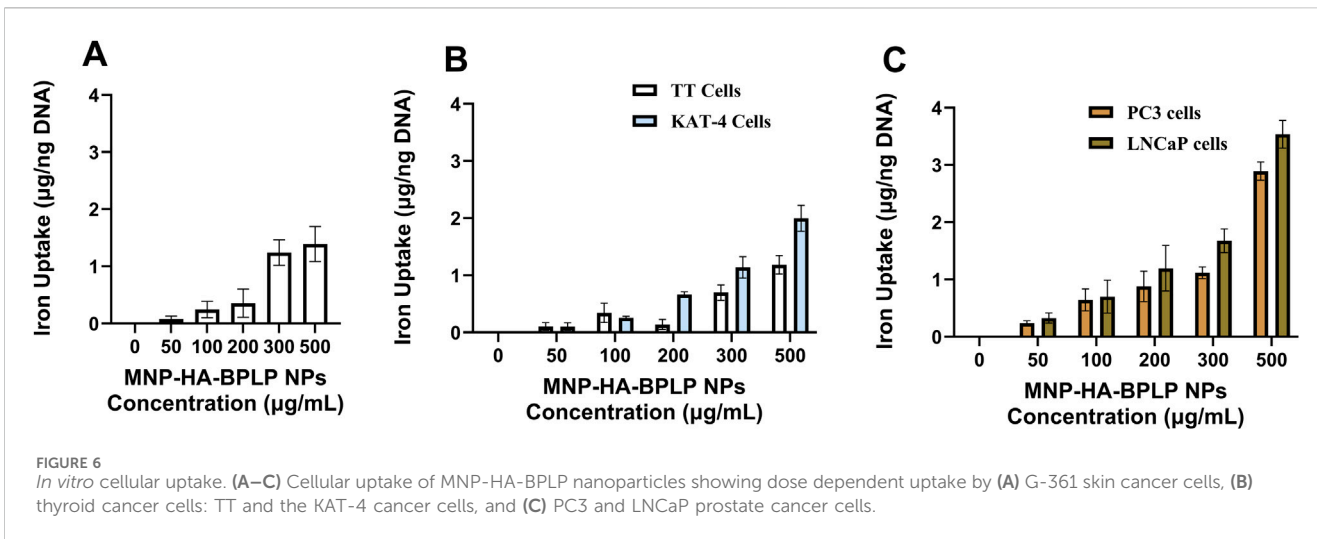 A
Iron Uptake (µg/ng DNA)
4
3
2
1
0
0 50 100 200 300 500
MNP-HA-BPLP NPs
Concentration (µg/mL)
B
TT Cells
KAT-4 Cells
Iron Uptake (µg/ng DNA)
4
3
2
1
0
0 50 100 200 300 500
MNP-HA-BPLP NPs
Concentration (µg/mL)
C
PC3 cells
LNCaP cells
Iron Uptake (µg/ng DNA)
4
3
2
1
0
0 50 100 200 300 500
MNP-HA-BPLP NPs
Concentration (µg/mL)
FIGURE 6
In vitro cellular uptake. (A–C) Cellular uptake of MNP-HA-BPLP nanoparticles showing dose dependent uptake by (A) G-361 skin cancer cells, (B)
thyroid cancer cells: TT and the KAT-4 cancer cells, and (C) PC3 and LNCaP prostate cancer cells.